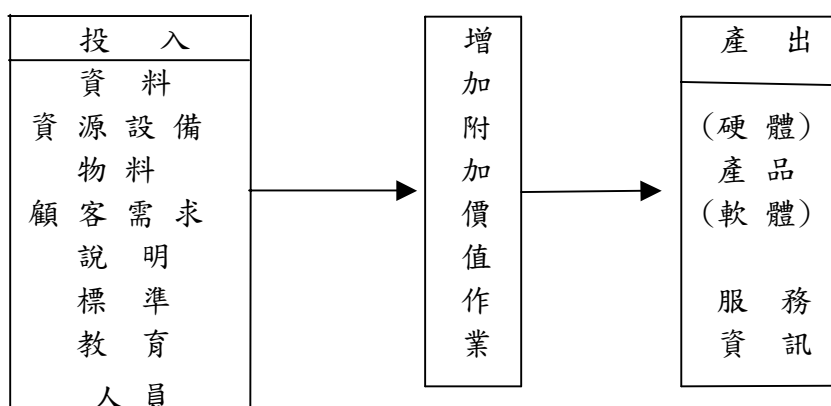 投入
資料
資源設備
物料
顧客需求
說明
標準
教育
人員
增
加
附
加
價
值
作
業
產出
(硬體)
產品
(軟體)
服務
資訊